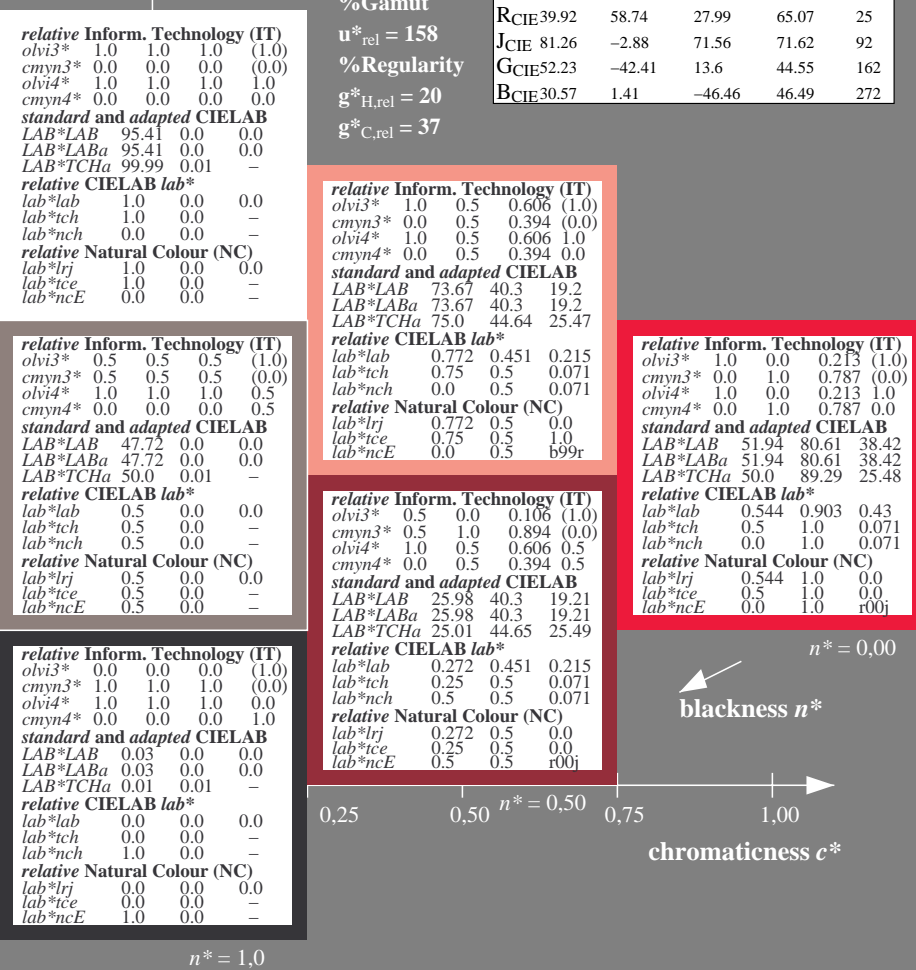 %Gamut
u*rel = 158
%Regularity
g*H,rel = 20
g*C,rel = 37
RCIE 39.92 58.74 27.99 65.07 25
JCIE 81.26 −2.88 71.56 71.62 92
GCIE 52.23 −42.41 13.6 44.55 162
BCIE 30.57 1.41 −46.46 46.49 272
relative Inform. Technology (IT)
olvi3* 1.0 1.0 1.0 (1.0)
cmyn3* 0.0 0.0 0.0 (0.0)
olvi4* 1.0 1.0 1.0 1.0
cmyn4* 0.0 0.0 0.0 0.0
standard and adapted CIELAB
LAB*LAB 95.41 0.0 0.0
LAB*LABa 95.41 0.0 0.0
LAB*TCHa 99.99 0.01 –
relative CIELAB lab*
lab*lab 1.0 0.0 0.0
lab*tch 1.0 0.0 –
lab*nch 0.0 0.0 –
relative Natural Colour (NC)
lab*lrj 1.0 0.0 0.0
lab*tce 1.0 0.0 –
lab*ncE 0.0 0.0 –
relative Inform. Technology (IT)
olvi3* 1.0 0.5 0.606 (1.0)
cmyn3* 0.0 0.5 0.394 (0.0)
olvi4* 1.0 0.5 0.606 1.0
cmyn4* 0.0 0.5 0.394 0.0
standard and adapted CIELAB
LAB*LAB 73.67 40.3 19.2
LAB*LABa 73.67 40.3 19.2
LAB*TCHa 75.0 44.64 25.47
relative CIELAB lab*
lab*lab 0.772 0.451 0.215
lab*tch 0.75 0.5 0.071
lab*nch 0.0 0.5 0.071
relative Natural Colour (NC)
lab*lrj 0.772 0.5 0.0
lab*tce 0.75 0.5 1.0
lab*ncE 0.0 0.5 b99r
relative Inform. Technology (IT)
olvi3* 0.5 0.5 0.5 (1.0)
cmyn3* 0.5 0.5 0.5 (0.0)
olvi4* 1.0 1.0 1.0 0.5
cmyn4* 0.0 0.0 0.0 0.5
standard and adapted CIELAB
LAB*LAB 47.72 0.0 0.0
LAB*LABa 47.72 0.0 0.0
LAB*TCHa 50.0 0.01 –
relative CIELAB lab*
lab*lab 0.5 0.0 0.0
lab*tch 0.5 0.0 –
lab*nch 0.5 0.0 –
relative Natural Colour (NC)
lab*lrj 0.5 0.0 0.0
lab*tce 0.5 0.0 –
lab*ncE 0.5 0.0 –
relative Inform. Technology (IT)
olvi3* 1.0 0.0 0.213 (1.0)
cmyn3* 0.0 1.0 0.787 (0.0)
olvi4* 1.0 0.0 0.213 1.0
cmyn4* 0.0 1.0 0.787 0.0
standard and adapted CIELAB
LAB*LAB 51.94 80.61 38.42
LAB*LABa 51.94 80.61 38.42
LAB*TCHa 50.0 89.29 25.48
relative CIELAB lab*
lab*lab 0.544 0.903 0.43
lab*tch 0.5 1.0 0.071
lab*nch 0.0 1.0 0.071
relative Natural Colour (NC)
lab*lrj 0.544 1.0 0.0
lab*tce 0.5 1.0 0.0
lab*ncE 0.0 1.0 r00j
relative Inform. Technology (IT)
olvi3* 0.5 0.0 0.106 (1.0)
cmyn3* 0.5 1.0 0.894 (0.0)
olvi4* 1.0 0.5 0.606 0.5
cmyn4* 0.0 0.5 0.394 0.5
standard and adapted CIELAB
LAB*LAB 25.98 40.3 19.21
LAB*LABa 25.98 40.3 19.21
LAB*TCHa 25.01 44.65 25.49
relative CIELAB lab*
lab*lab 0.272 0.451 0.215
lab*tch 0.25 0.5 0.071
lab*nch 0.5 0.5 0.071
relative Natural Colour (NC)
lab*lrj 0.272 0.5 0.0
lab*tce 0.25 0.5 0.0
lab*ncE 0.5 0.5 r00j
relative Inform. Technology (IT)
olvi3* 0.0 0.0 0.0 (1.0)
cmyn3* 1.0 1.0 1.0 (0.0)
olvi4* 1.0 1.0 1.0 0.0
cmyn4* 0.0 0.0 0.0 1.0
standard and adapted CIELAB
LAB*LAB 0.03 0.0 0.0
LAB*LABa 0.03 0.0 0.0
LAB*TCHa 0.01 0.01 –
relative CIELAB lab*
lab*lab 0.0 0.0 0.0
lab*tch 0.0 0.0 –
lab*nch 1.0 0.0 –
relative Natural Colour (NC)
lab*lrj 0.0 0.0 0.0
lab*tce 0.0 0.0 –
lab*ncE 1.0 0.0 –
n* = 0,00
blackness n*
n* = 0,50
0,25 0,50 0,75 1,00
chromaticness c*
n* = 1,0